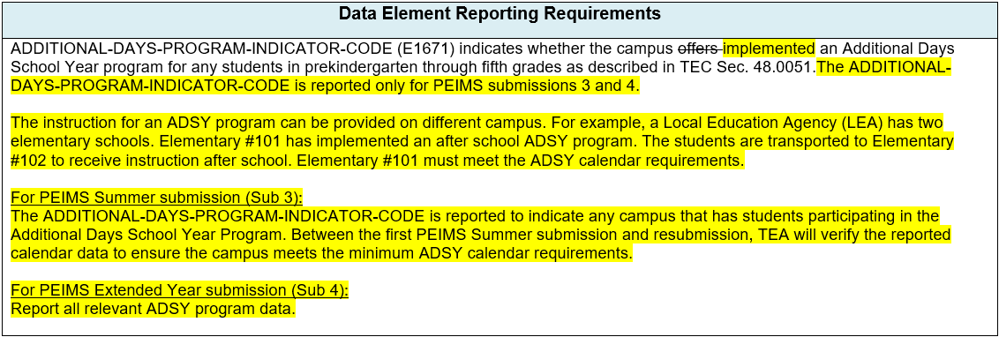 Data Element Reporting Requirements
ADDITIONAL-DAYS-PROGRAM-INDICATOR-CODE (E1671) indicates whether the campus offers implemented an Additional Days
School Year program for any students in prekindergarten through fifth grades as described in TEC Sec. 48.0051.The ADDITIONAL-
DAYS-PROGRAM-INDICATOR-CODE is reported only for PEIMS submissions 3 and 4.
The instruction for an ADSY program can be provided on different campus. For example, a Local Education Agency (LEA) has two
elementary schools. Elementary #101 has implemented an after school ADSY program. The students are transported to Elementary
#102 to receive instruction after school. Elementary #101 must meet the ADSY calendar requirements.
For PEIMS Summer submission (Sub 3):
The ADDITIONAL-DAYS-PROGRAM-INDICATOR-CODE is reported to indicate any campus that has students participating in the
Additional Days School Year Program. Between the first PEIMS Summer submission and resubmission, TEA will verify the reported
calendar data to ensure the campus meets the minimum ADSY calendar requirements.
For PEIMS Extended Year submission (Sub 4):
Report all relevant ADSY program data.